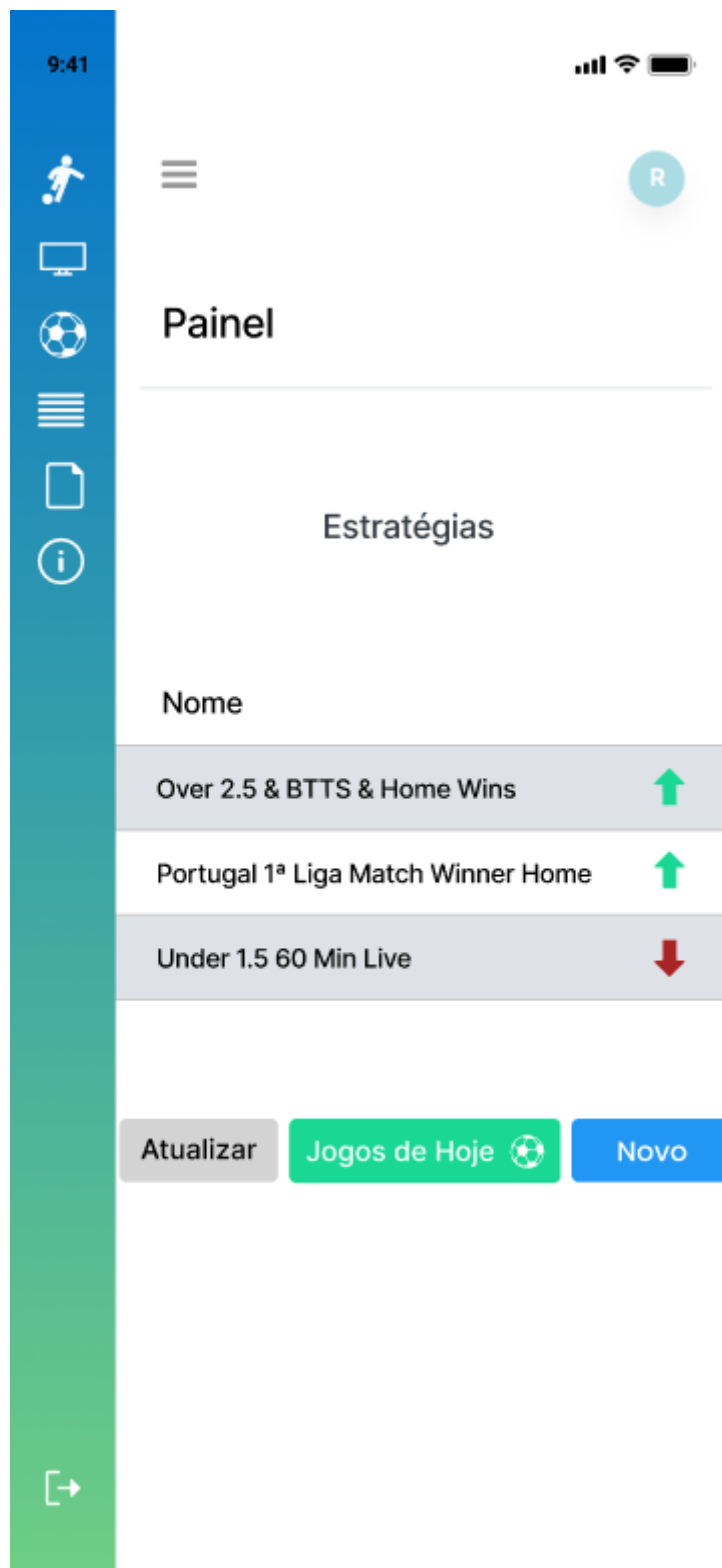 9:41
R
Painel
Estratégias
Nome
Over 2.5 & BTTS & Home Wins
Portugal 1ª Liga Match Winner Home
Under 1.5 60 Min Live
Atualizar Jogos de Hoje Novo